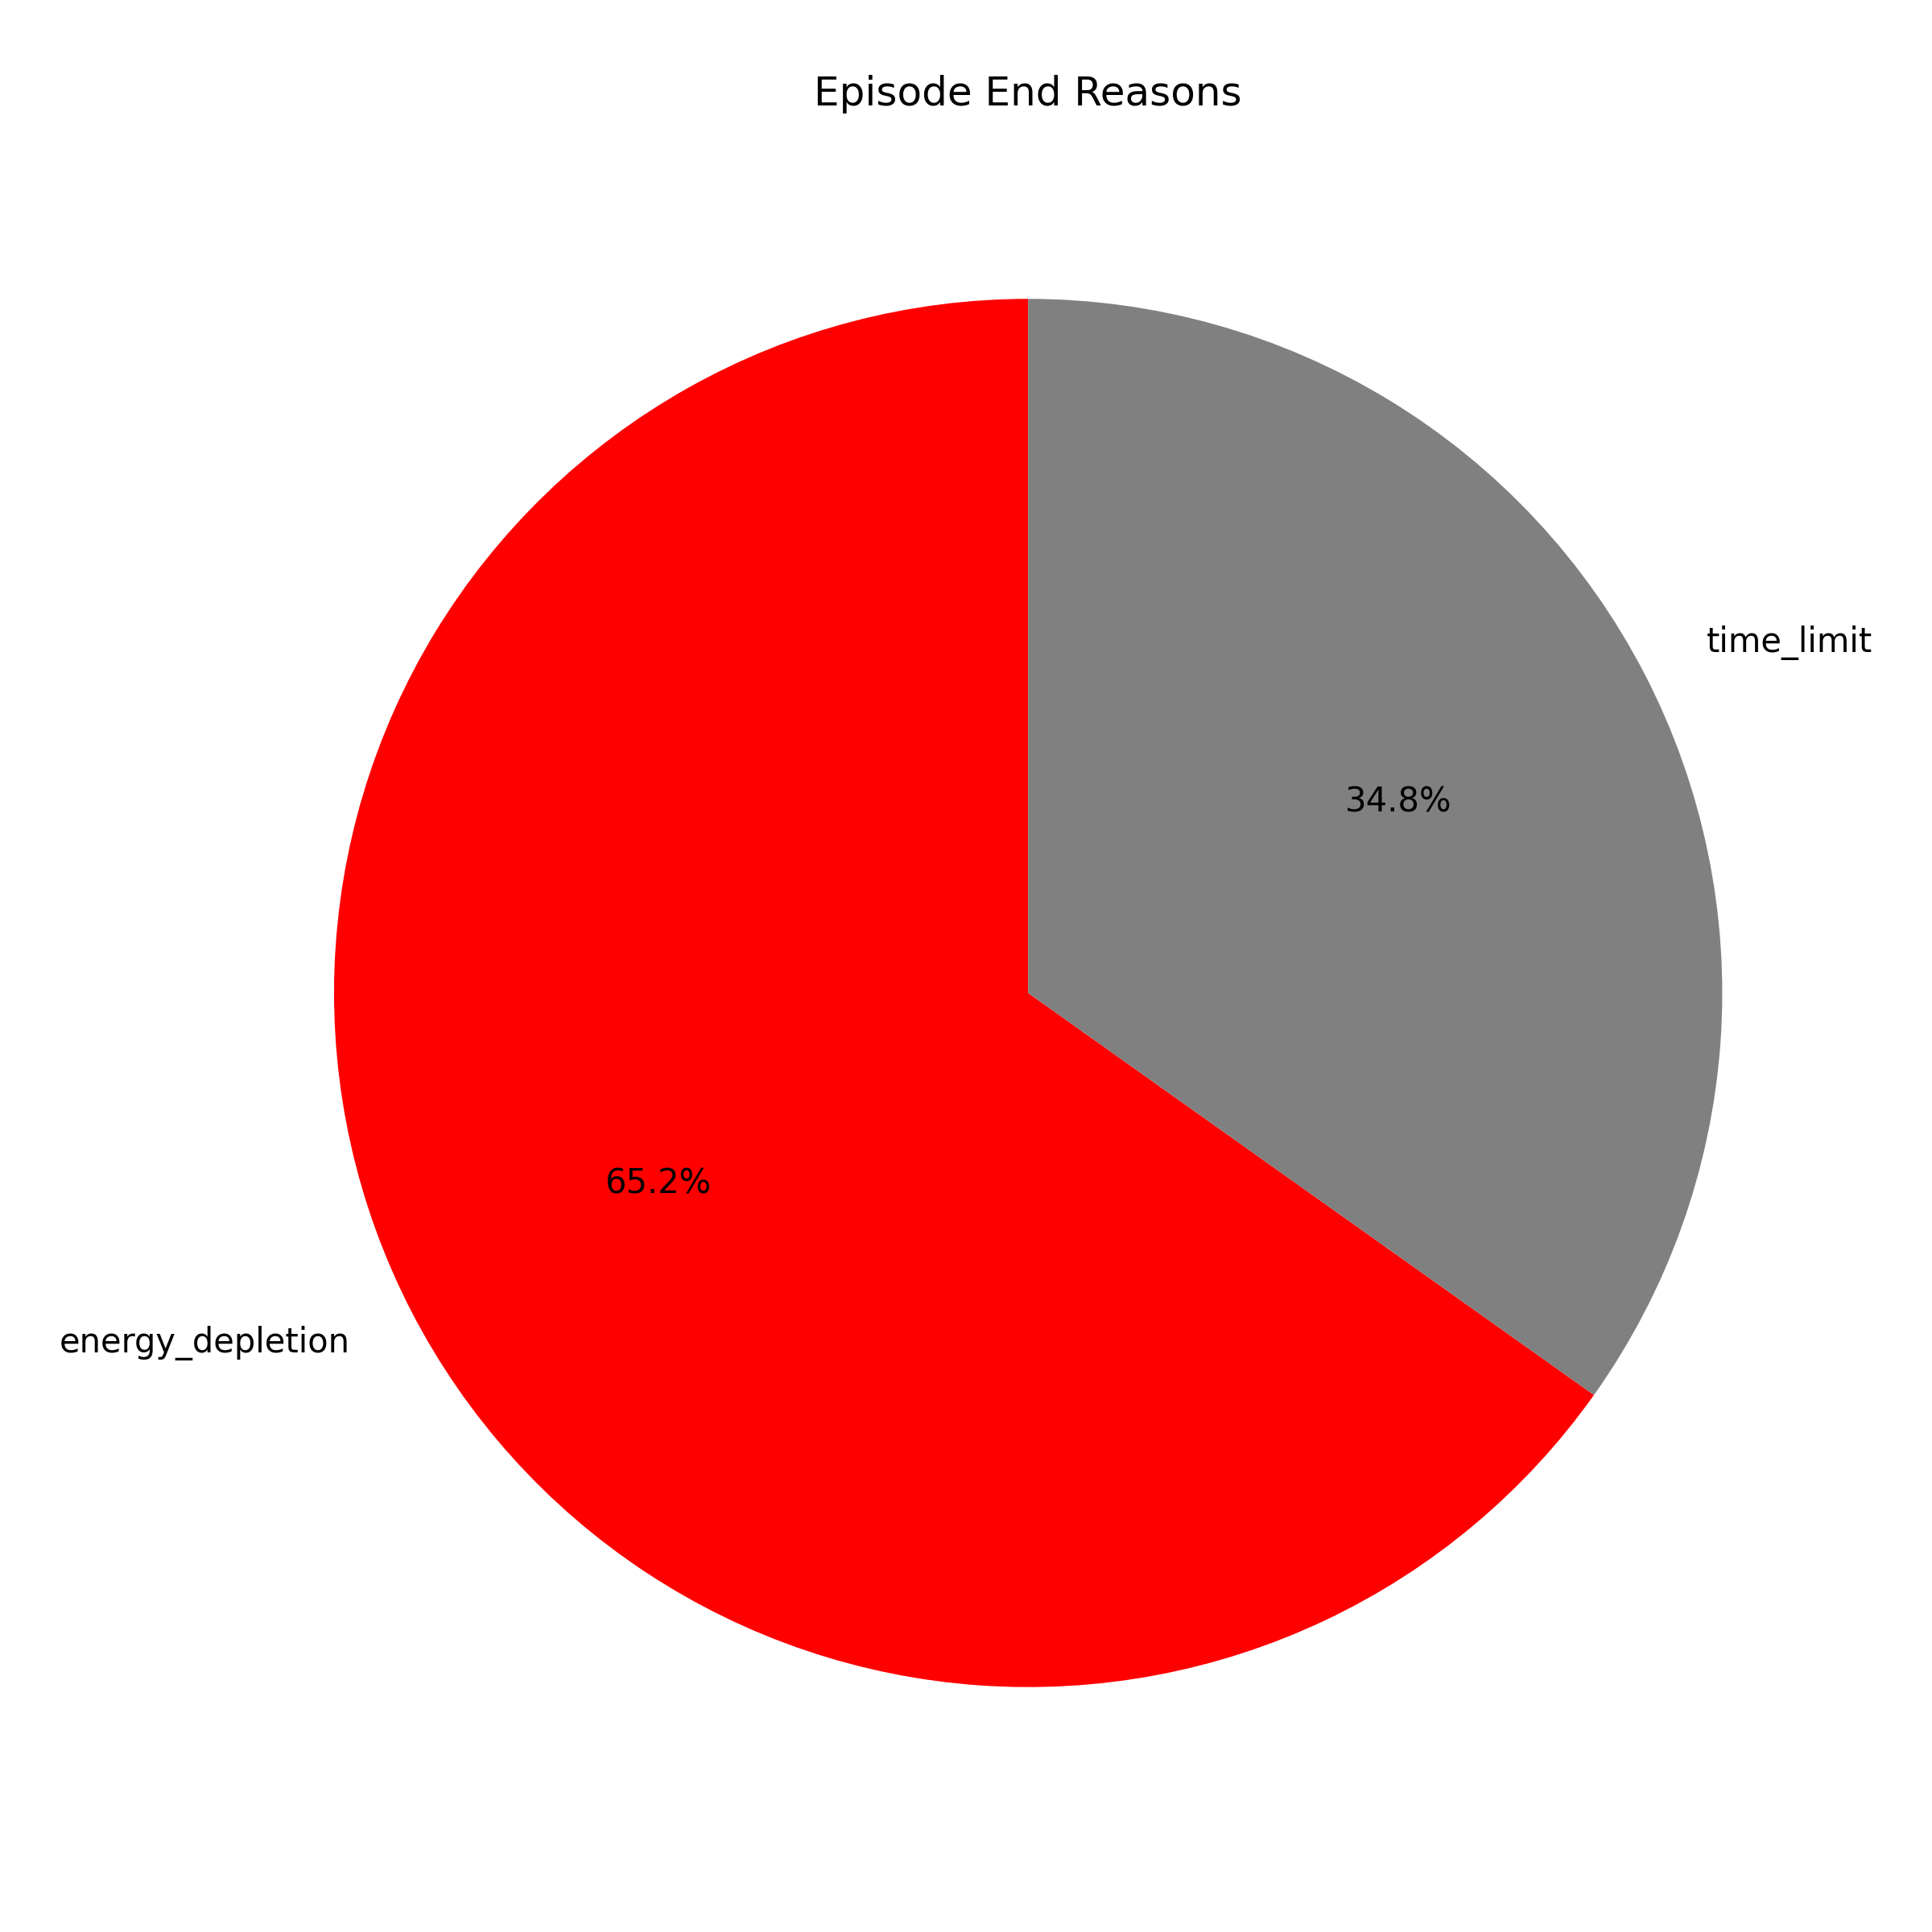 Episode End Reasons
time_limit
34.8%
65.2%
energy_depletion